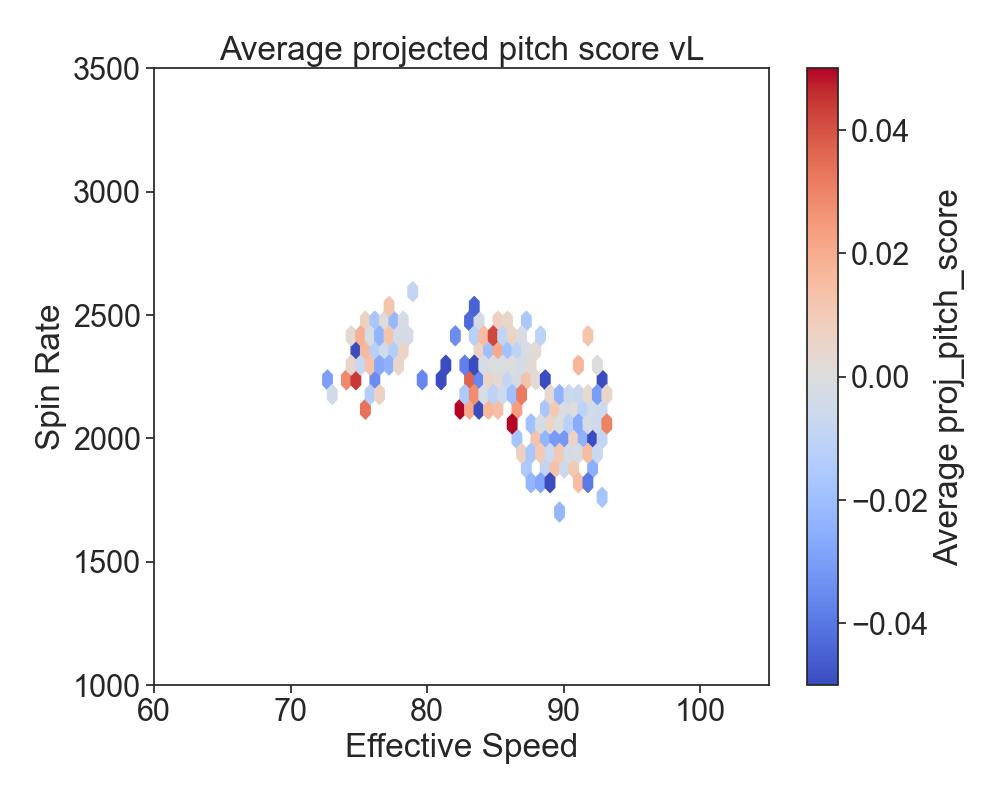 Average projected pitch score vL
3500
3000
2500
2000
1500
1000
Spin Rate
60 70 80 90 100
Effective Speed
0.04
0.02
0.00
−0.02
−0.04
Average proj_pitch_score